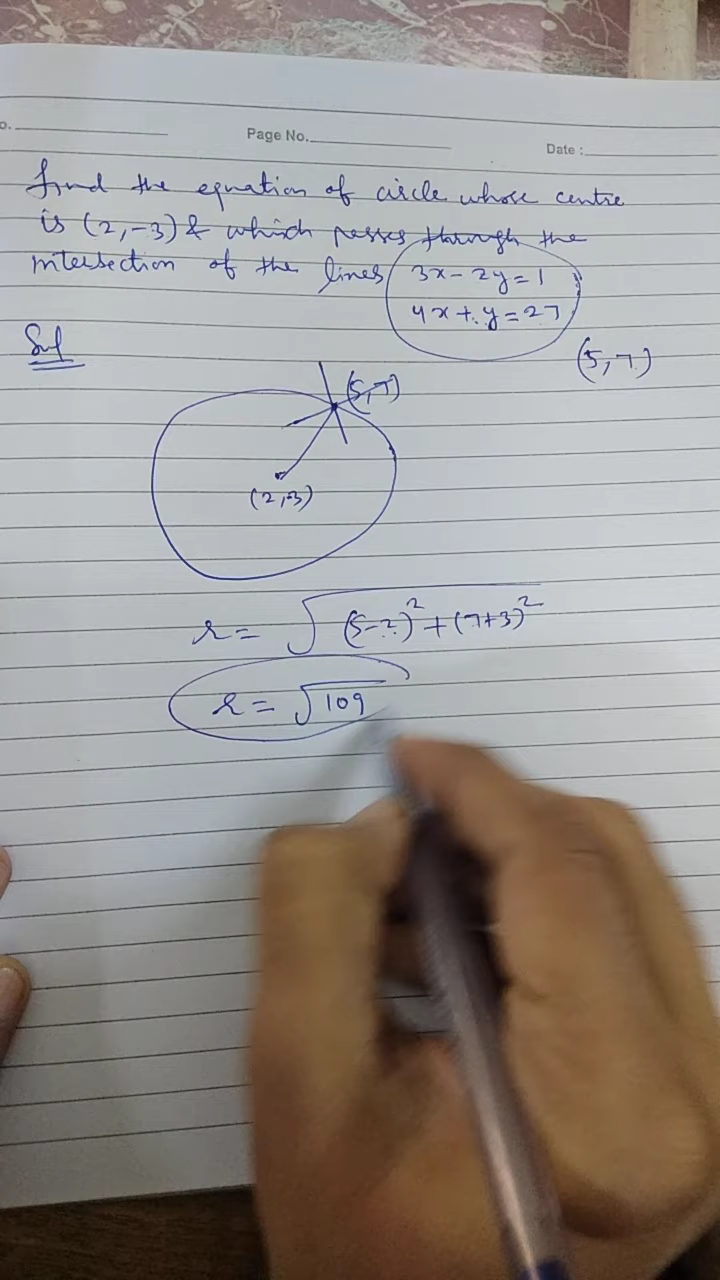 o.
Page No.
Date :
find the equation of circle whose centre
is (2,-3) & which passes through the
intersection of the lines 3x-2y=1
4x+y=27
Sol
(5,7)
(5,7)
(2,-3)
r= √(5-2)²+(7+3)²
r = √109